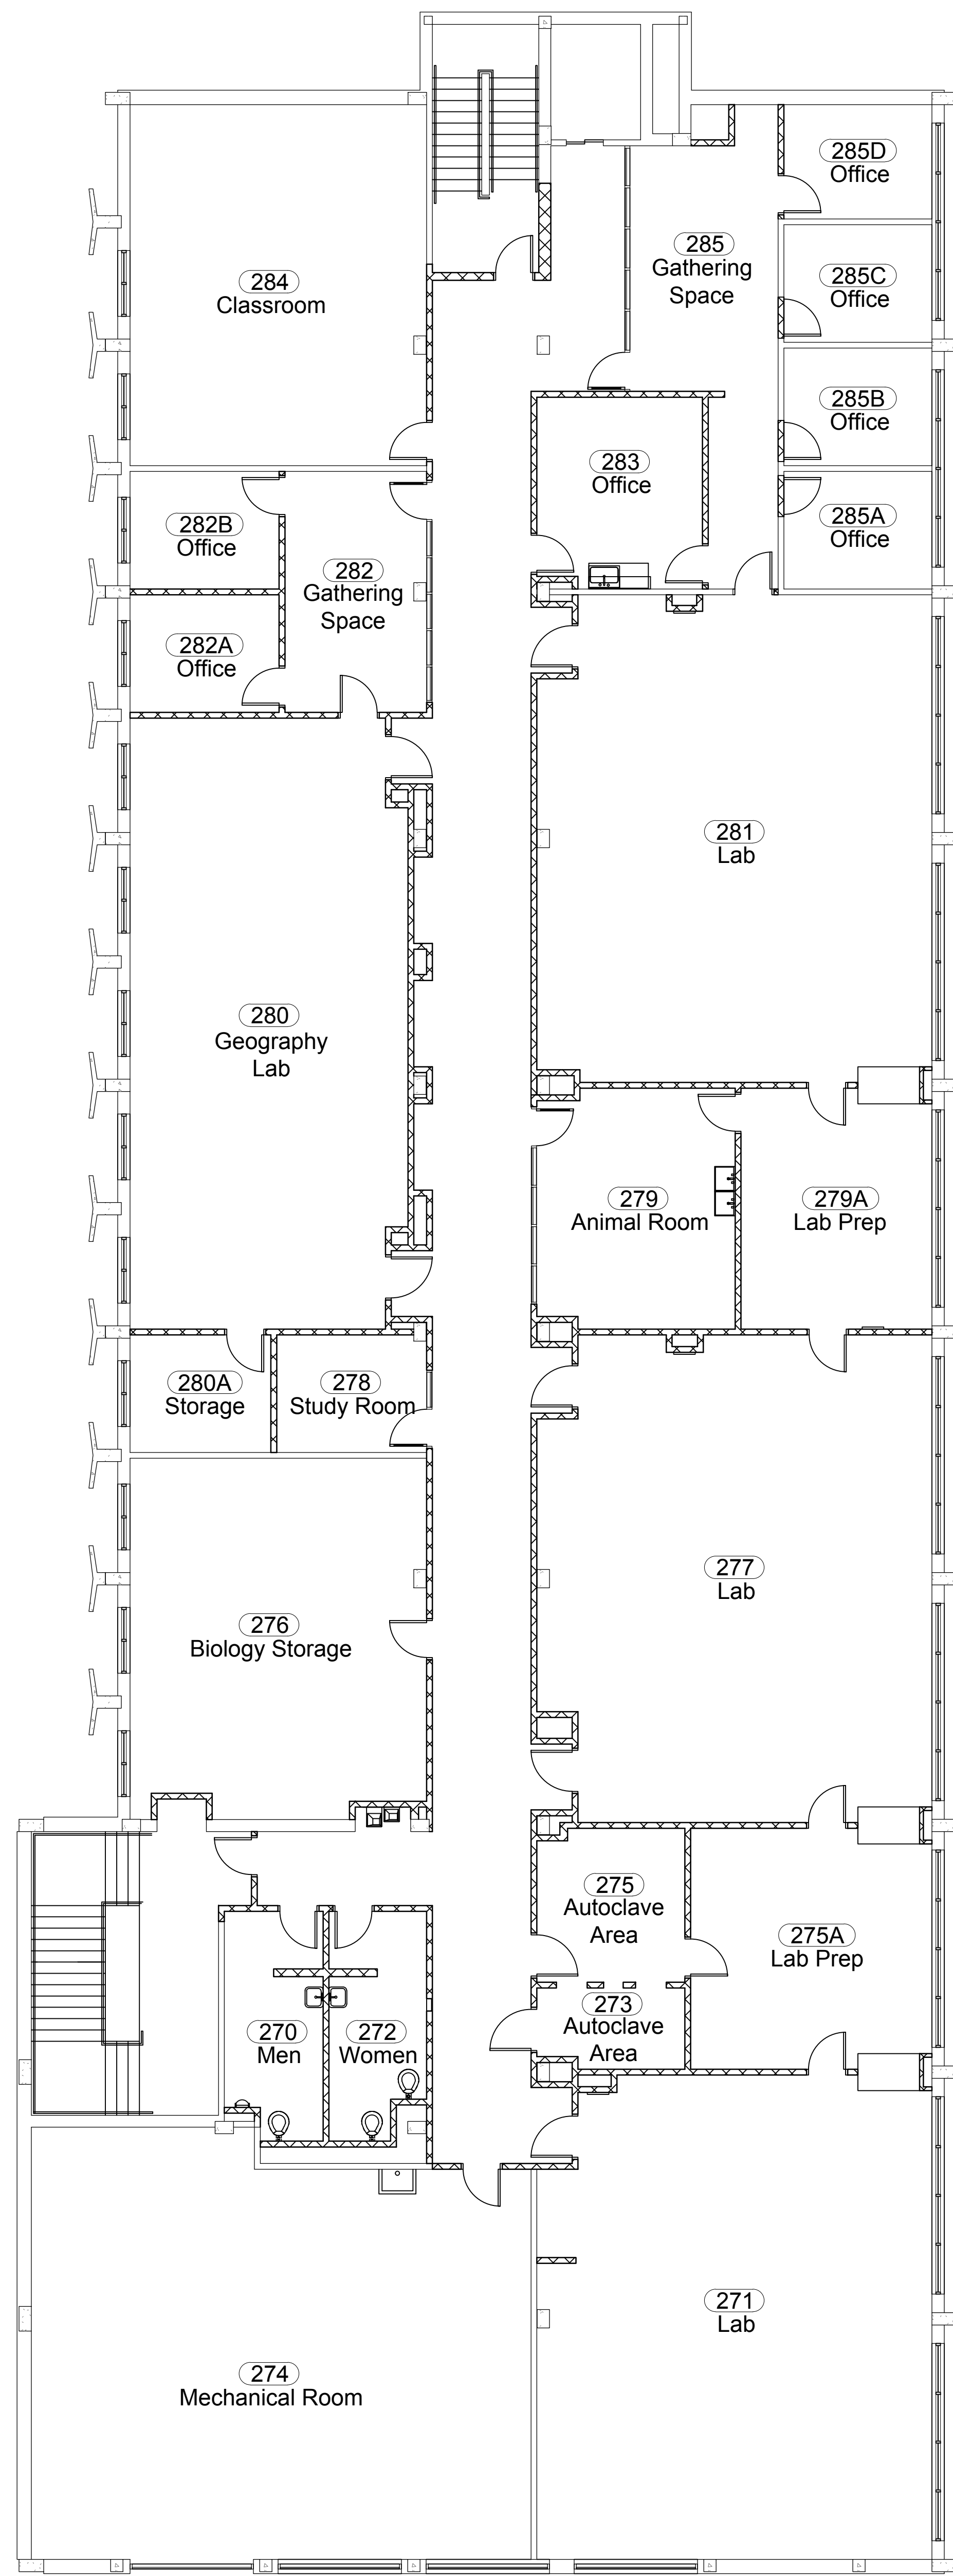 285D
Office
285
Gathering
Space
285C
Office
284
Classroom
285B
Office
283
Office
285A
Office
282B
Office
282
Gathering
Space
282A
Office
281
Lab
280
Geography
Lab
279
Animal Room
279A
Lab Prep
280A
Storage
278
Study Room
277
Lab
276
Biology Storage
275
Autoclave
Area
275A
Lab Prep
273
Autoclave
Area
270
Men
272
Women
271
Lab
274
Mechanical Room